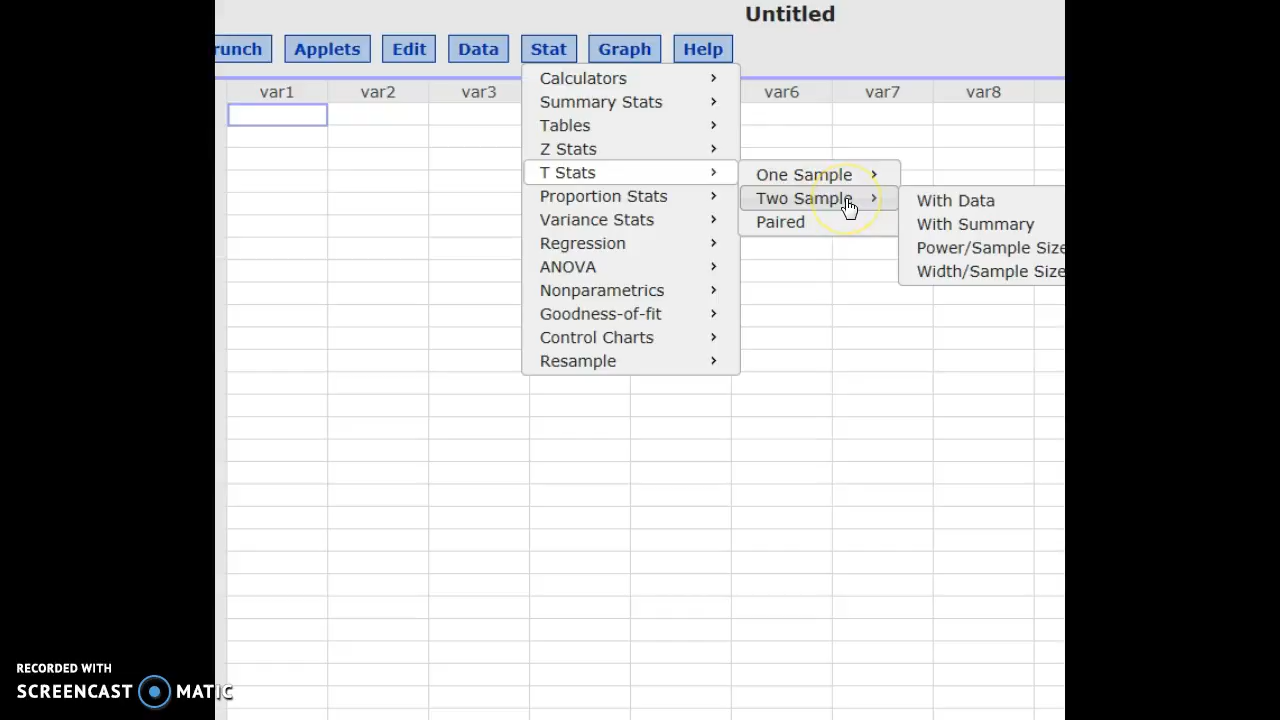 Untitled
runch Applets Edit Data Stat Graph Help
var1 var2 var3 var6 var7 var8
Calculators
Summary Stats
Tables
Z Stats
T Stats
Proportion Stats
Variance Stats
Regression
ANOVA
Nonparametrics
Goodness-of-fit
Control Charts
Resample
One Sample
Two Sample
Paired
With Data
With Summary
Power/Sample Size
Width/Sample Size
RECORDED WITH
SCREENCAST MATIC